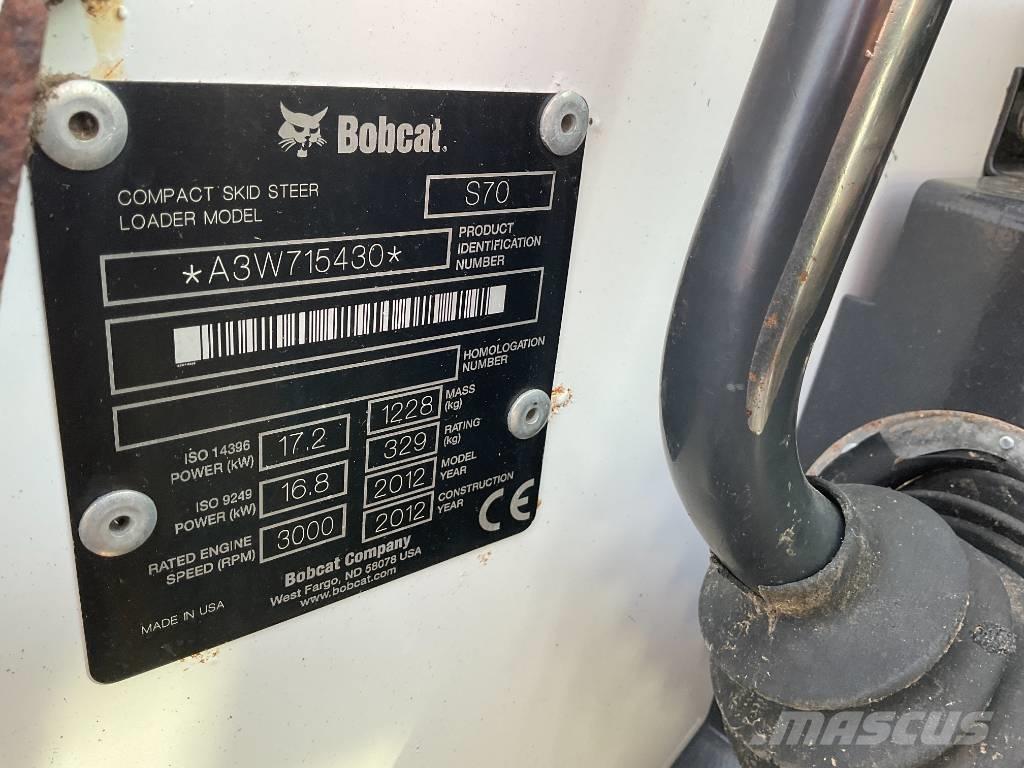 Bobcat
COMPACT SKID STEER
LOADER MODEL
S70
*A3W715430*
PRODUCT
IDENTIFICATION
NUMBER
HOMOLOGATION
NUMBER
ISO 14396
POWER (kW)
17.2
1228
MASS
(kg)
ISO 9249
POWER (kW)
16.8
329
RATING
(kg)
RATED ENGINE
SPEED (RPM)
3000
2012
MODEL
YEAR
2012
CONSTRUCTION
YEAR
CE
Bobcat Company
West Fargo, ND 58078 USA
www.bobcat.com
MADE IN USA
MASCUS